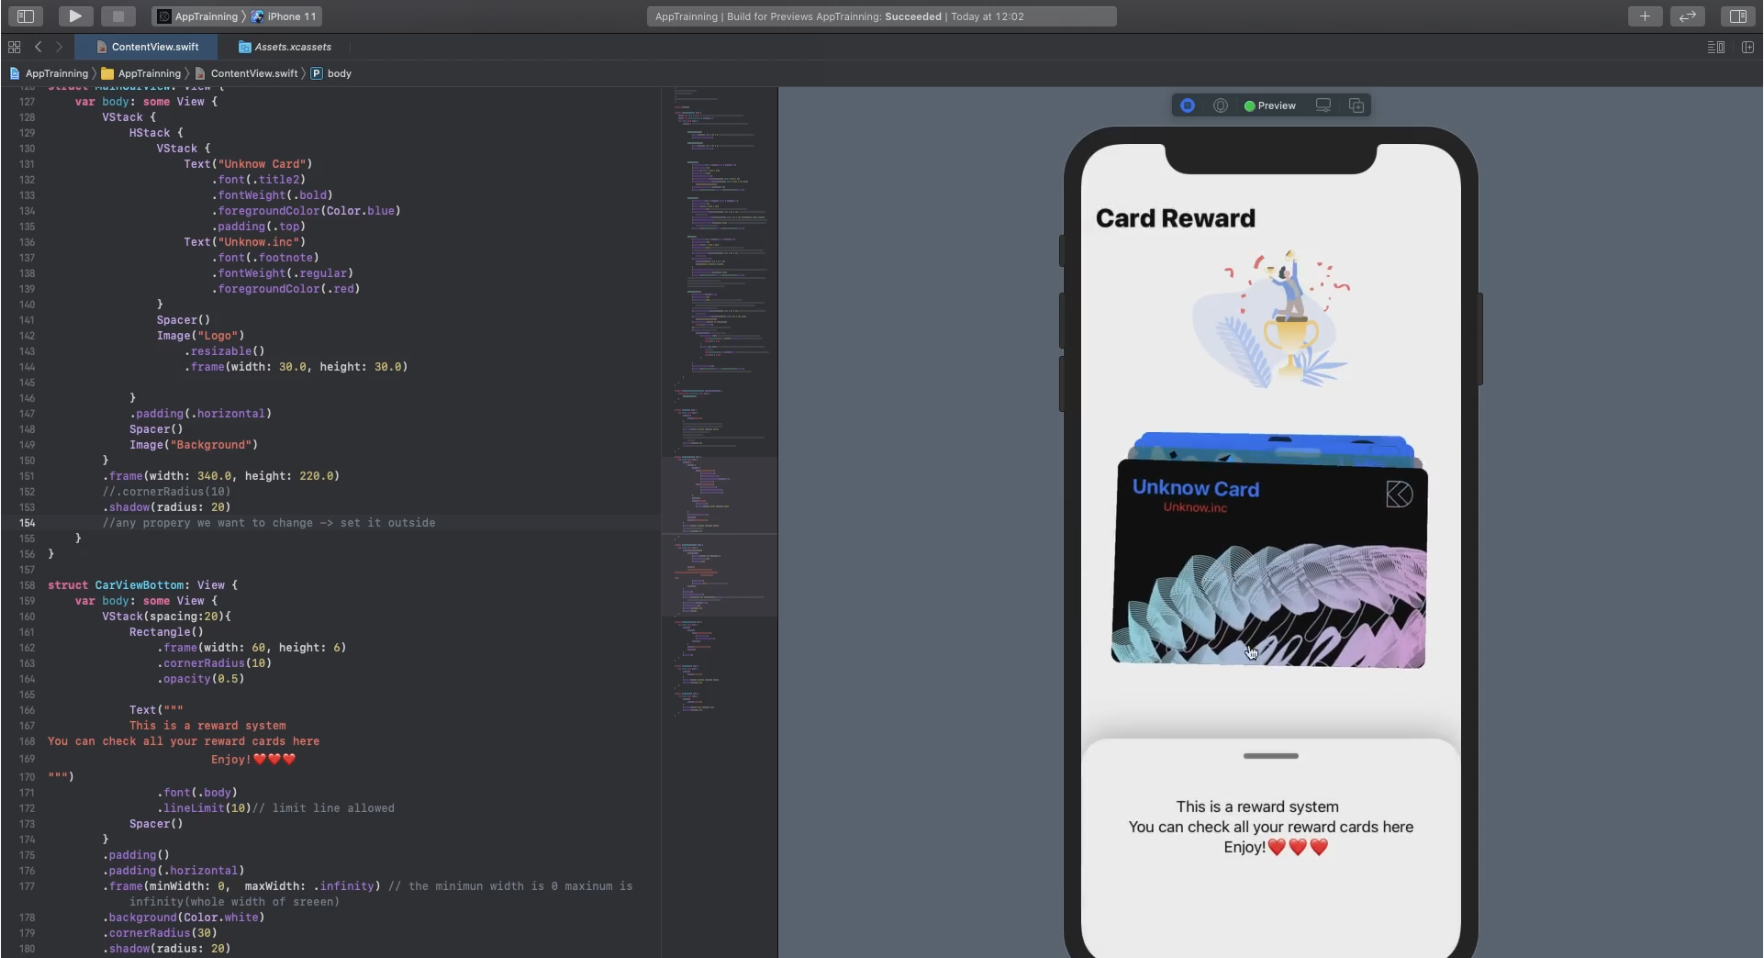 AppTrainning 〉 iPhone 11
AppTrainning | Build for Previews AppTrainning: Succeeded | Today at 12:02
ContentView.swift
Assets.xcassets
AppTrainning 〉 AppTrainning 〉 ContentView.swift 〉 P body
126 struct MainCarView: View {
127 var body: some View {
128 VStack {
129 HStack {
130 VStack {
131 Text("Unknow Card")
132 .font(.title2)
133 .fontWeight(.bold)
134 .foregroundColor(Color.blue)
135 .padding(.top)
136 Text("Unknow.inc")
137 .font(.footnote)
138 .fontWeight(.regular)
139 .foregroundColor(.red)
140 }
141 Spacer()
142 Image("Logo")
143 .resizable()
144 .frame(width: 30.0, height: 30.0)
145
146 }
147 .padding(.horizontal)
148 Spacer()
149 Image("Background")
150 }
151 .frame(width: 340.0, height: 220.0)
152 //.cornerRadius(10)
153 .shadow(radius: 20)
154 //any propery we want to change -> set it outside
155 }
156 }
157
158 struct CarViewBottom: View {
159 var body: some View {
160 VStack(spacing:20){
161 Rectangle()
162 .frame(width: 60, height: 6)
163 .cornerRadius(10)
164 .opacity(0.5)
165
166 Text("""
167 This is a reward system
168 You can check all your reward cards here
169 Enjoy!❤️❤️❤️
170 """)
171 .font(.body)
172 .lineLimit(10)// limit line allowed
173 Spacer()
174 }
175 .padding()
176 .padding(.horizontal)
177 .frame(minWidth: 0, maxWidth: .infinity) // the minimun width is 0 maxinum is
infinity(whole width of sreeen)
178 .background(Color.white)
179 .cornerRadius(30)
180 .shadow(radius: 20)
Preview
Card Reward
Unknow Card
Unknow.inc
This is a reward system
You can check all your reward cards here
Enjoy!❤️❤️❤️